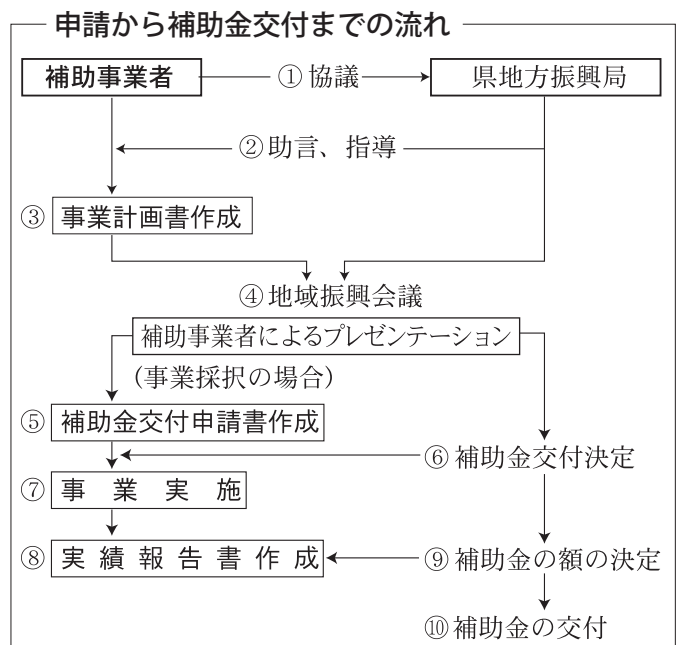 申請から補助金交付までの流れ
補助事業者
①協議
県地方振興局
②助言、指導
③ 事業計画書作成
④地域振興会議
補助事業者によるプレゼンテーション
(事業採択の場合)
⑤ 補助金交付申請書作成
⑥補助金交付決定
⑦ 事業実施
⑧ 実績報告書作成
⑨補助金の額の決定
⑩補助金の交付